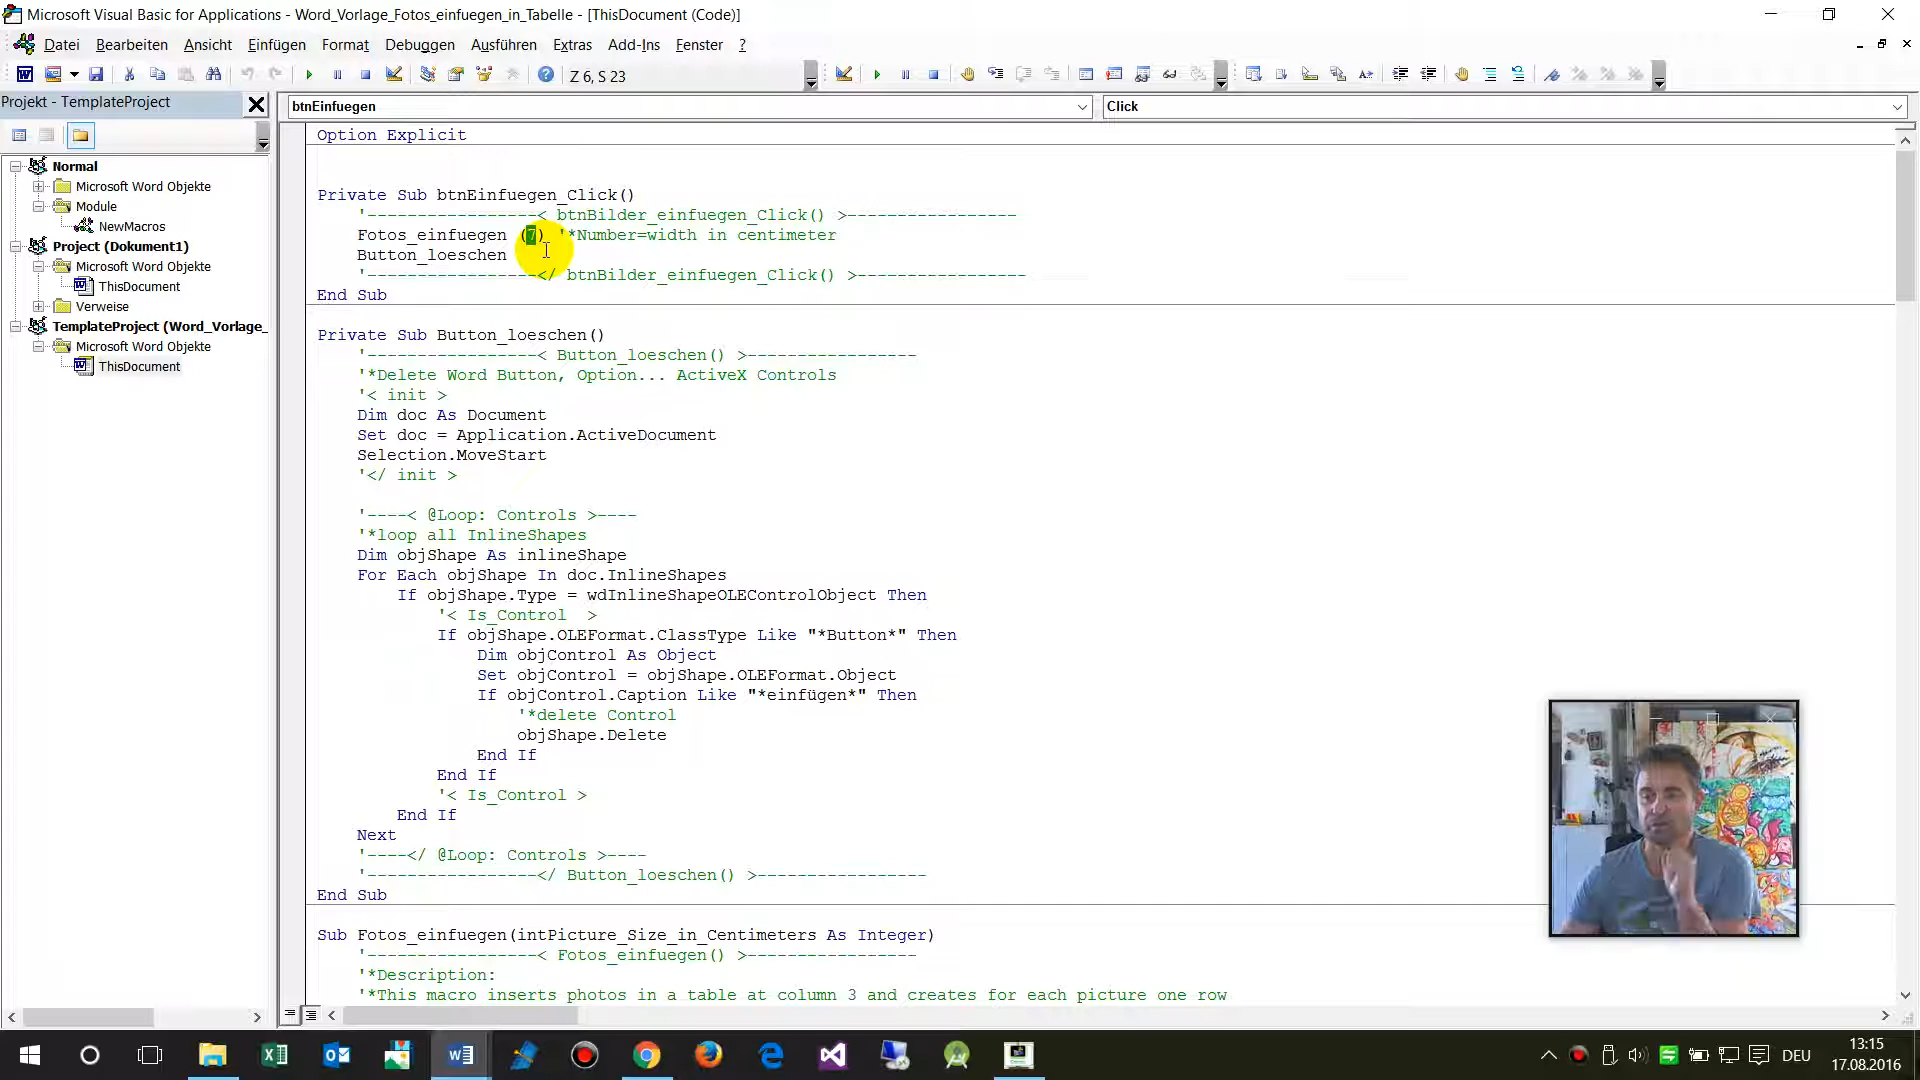 Microsoft Visual Basic for Applications - Word_Vorlage_Fotos_einfuegen_in_Tabelle - [ThisDocument (Code)]
Datei Bearbeiten Ansicht Einfügen Format Debuggen Ausführen Extras Add-Ins Fenster ?
Z 6, S 23
Projekt - TemplateProject
btnEinfuegen
Click
Normal
Microsoft Word Objekte
Module
NewMacros
Project (Dokument1)
Microsoft Word Objekte
ThisDocument
Verweise
TemplateProject (Word_Vorlage_
Microsoft Word Objekte
ThisDocument
Option Explicit
Private Sub btnEinfuegen_Click()
'-----------------< btnBilder_einfuegen_Click() >-----------------
Fotos_einfuegen (7) '*Number=width in centimeter
Button_loeschen
'-----------------</ btnBilder_einfuegen_Click() >-----------------
End Sub
Private Sub Button_loeschen()
'-----------------< Button_loeschen() >-----------------
'*Delete Word Button, Option... ActiveX Controls
'< init >
Dim doc As Document
Set doc = Application.ActiveDocument
Selection.MoveStart
'</ init >
'----< @Loop: Controls >----
'*loop all InlineShapes
Dim objShape As inlineShape
For Each objShape In doc.InlineShapes
If objShape.Type = wdInlineShapeOLEControlObject Then
'< Is_Control  >
If objShape.OLEFormat.ClassType Like "*Button*" Then
Dim objControl As Object
Set objControl = objShape.OLEFormat.Object
If objControl.Caption Like "*einfügen*" Then
'*delete Control
objShape.Delete
End If
End If
'< Is_Control >
End If
Next
'----</ @Loop: Controls >----
'-----------------</ Button_loeschen() >-----------------
End Sub
Sub Fotos_einfuegen(intPicture_Size_in_Centimeters As Integer)
'-----------------< Fotos_einfuegen() >-----------------
'*Description:
'*This macro inserts photos in a table at column 3 and creates for each picture one row
DEU
13:15
17.08.2016